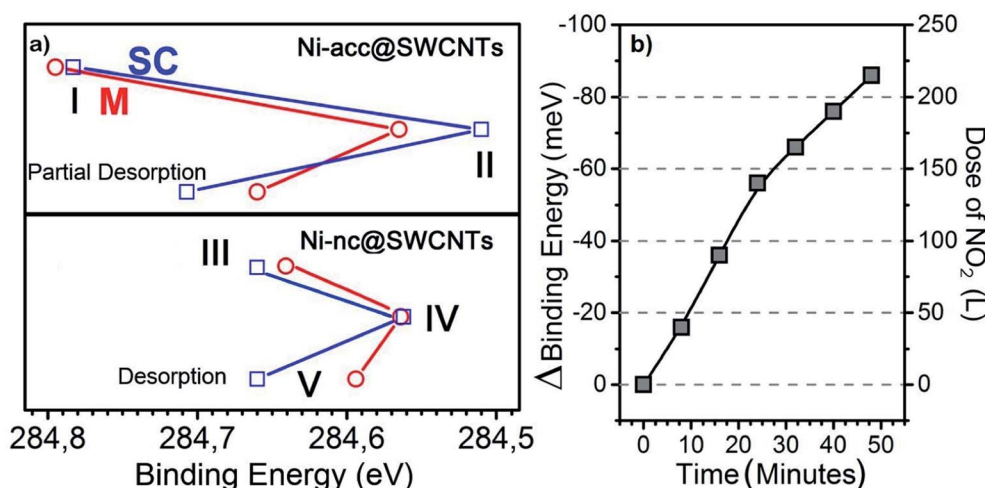 a)
Ni-acc@SWCNTs
SC
I M
Partial Desorption
II
Ni-nc@SWCNTs
III
IV
Desorption
V
284,8 284,7 284,6 284,5
Binding Energy (eV)
b)
-100
-80
-60
-40
-20
0
Δ Binding Energy (meV)
250
200
150
100
50
0
Dose of NO₂ (L)
0 10 20 30 40 50
Time (Minutes)